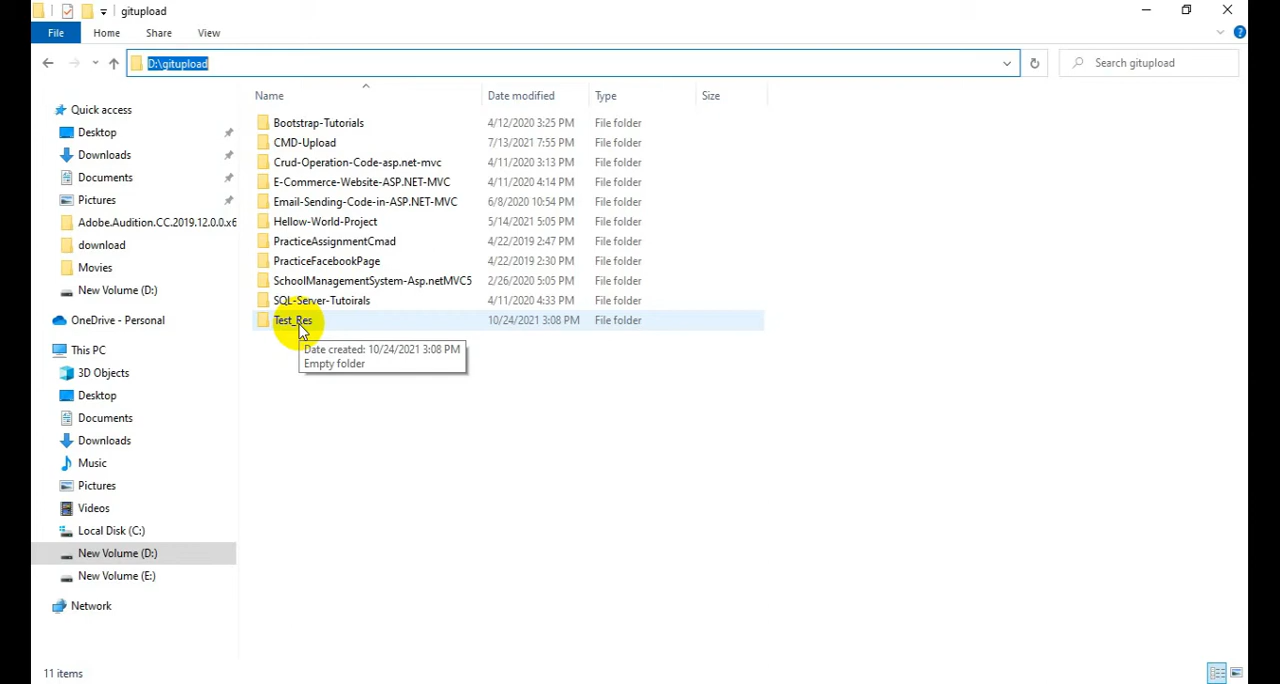 gitupload
File Home Share View
D:\gitupload
Search gitupload
Name Date modified Type Size
Quick access
Desktop
Downloads
Documents
Pictures
Adobe.Audition.CC.2019.12.0.0.x6
download
Movies
New Volume (D:)
OneDrive - Personal
This PC
3D Objects
Desktop
Documents
Downloads
Music
Pictures
Videos
Local Disk (C:)
New Volume (D:)
New Volume (E:)
Network
Bootstrap-Tutorials 4/12/2020 3:25 PM File folder
CMD-Upload 7/13/2021 7:55 PM File folder
Crud-Operation-Code-asp.net-mvc 4/11/2020 3:13 PM File folder
E-Commerce-Website-ASP.NET-MVC 4/11/2020 4:14 PM File folder
Email-Sending-Code-in-ASP.NET-MVC 6/8/2020 10:54 PM File folder
Hellow-World-Project 5/14/2021 5:05 PM File folder
PracticeAssignmentCmad 4/22/2019 2:47 PM File folder
PracticeFacebookPage 4/22/2019 2:30 PM File folder
SchoolManagementSystem-Asp.netMVC5 2/26/2020 5:05 PM File folder
SQL-Server-Tutoirals 4/11/2020 4:33 PM File folder
Test_Res 10/24/2021 3:08 PM File folder
Date created: 10/24/2021 3:08 PM
Empty folder
11 items